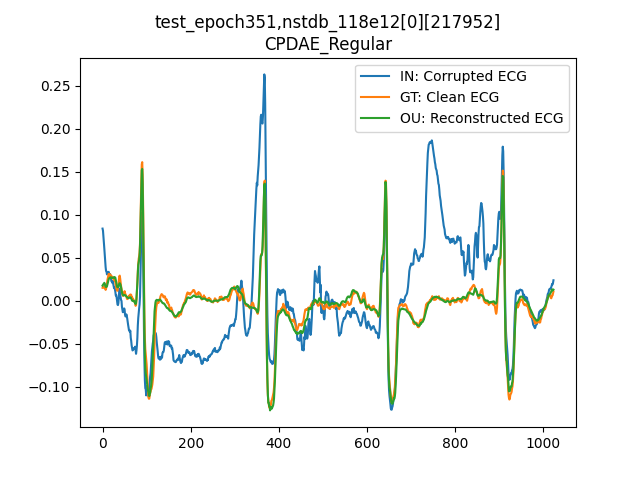 test_epoch351,nstdb_118e12[0][217952]
CPDAE_Regular
IN: Corrupted ECG
GT: Clean ECG
OU: Reconstructed ECG
0.25
0.20
0.15
0.10
0.05
0.00
−0.05
−0.10
0 200 400 600 800 1000